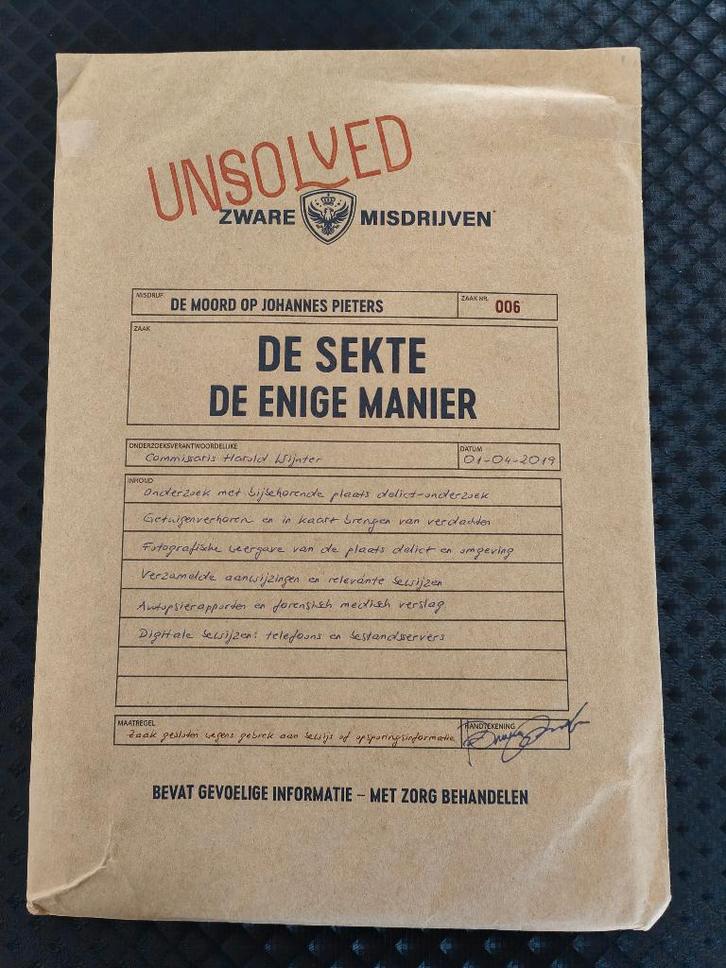 UNSOLVED
ZWARE MISDRIJVEN
MISDRIJF
DE MOORD OP JOHANNES PIETERS
ZAAK NR.
006
ZAAK
DE SEKTE
DE ENIGE MANIER
ONDERZOEKSVERANTWOORDELIJKE
Commissaris Harold Wijnter
DATUM
01-04-2019
INHOUD
Onderzoek met bijbehorende plaats delict-onderzoek
Getuigenverhoren en in kaart brengen van verdachten
Fotografische weergave van de plaats delict en omgeving
Verzamelde aanwijzingen en relevante bewijzen
Autopsierapporten en forensisch medisch verslag
Digitale bewijzen: telefoons en bestandservers
MAATREGEL
Zaak gesloten wegens gebrek aan bewijs of opsporingsinformatie
HANDTEKENING
BEVAT GEVOELIGE INFORMATIE – MET ZORG BEHANDELEN